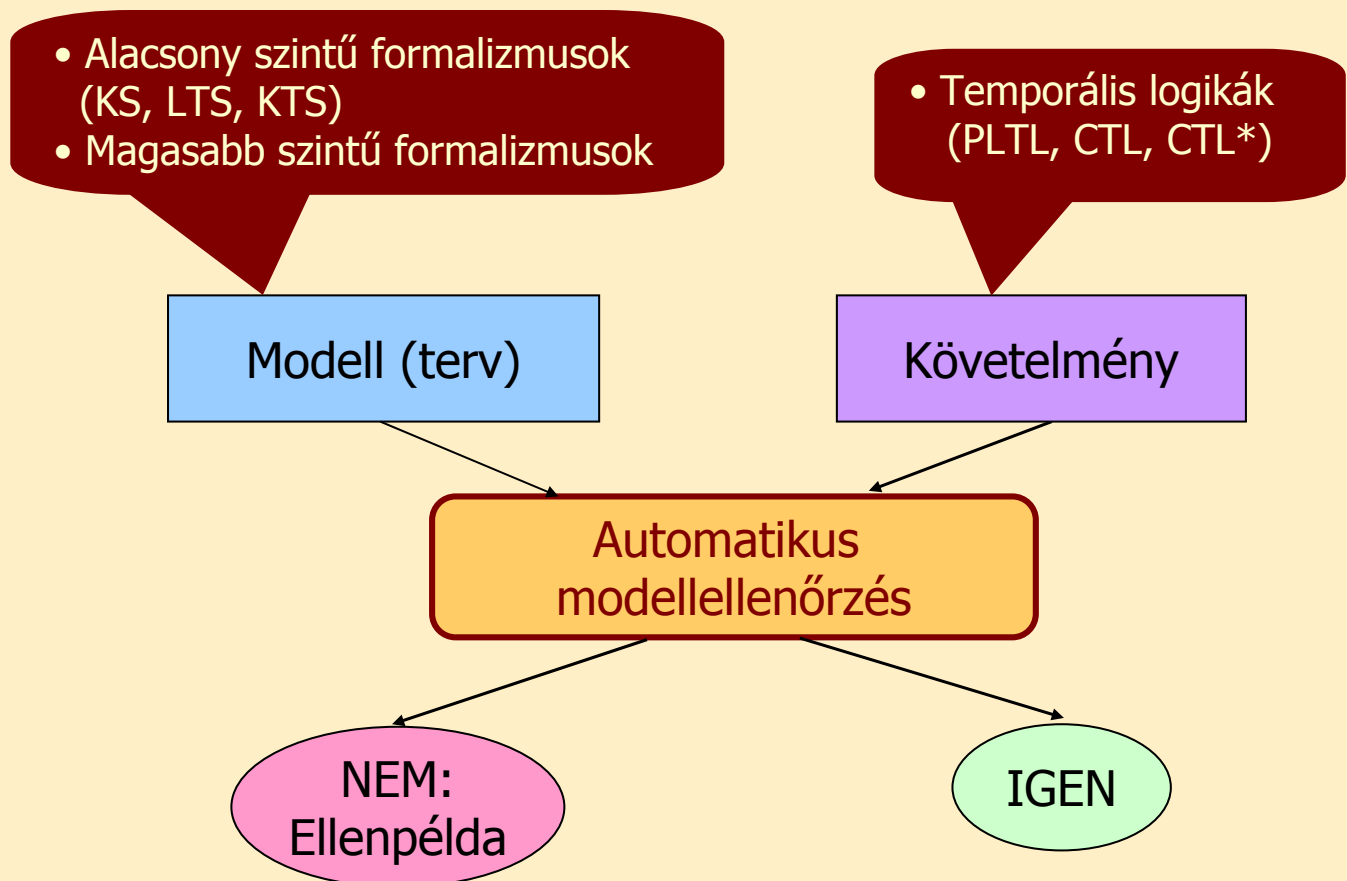 • Alacsony szintű formalizmusok
(KS, LTS, KTS)
• Magasabb szintű formalizmusok
• Temporális logikák
(PLTL, CTL, CTL*)
Modell (terv)
Követelmény
Automatikus
modellellenőrzés
NEM:
Ellenpélda
IGEN